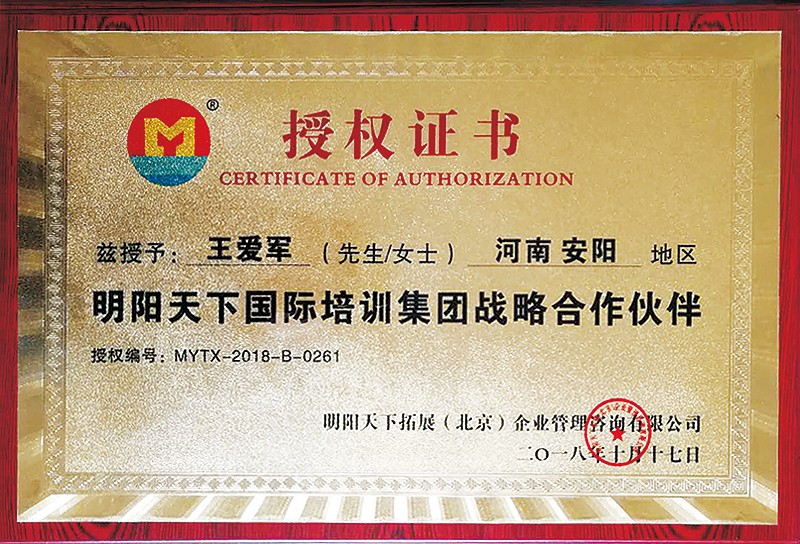 M ®
授权证书
CERTIFICATE OF AUTHORIZATION
兹授予：王爱军（先生/女士）河南 安阳 地区
明阳天下国际培训集团战略合作伙伴
授权编号：MYTX-2018-B-0261
明阳天下拓展（北京）企业管理咨询有限公司
二〇一八年十月十七日